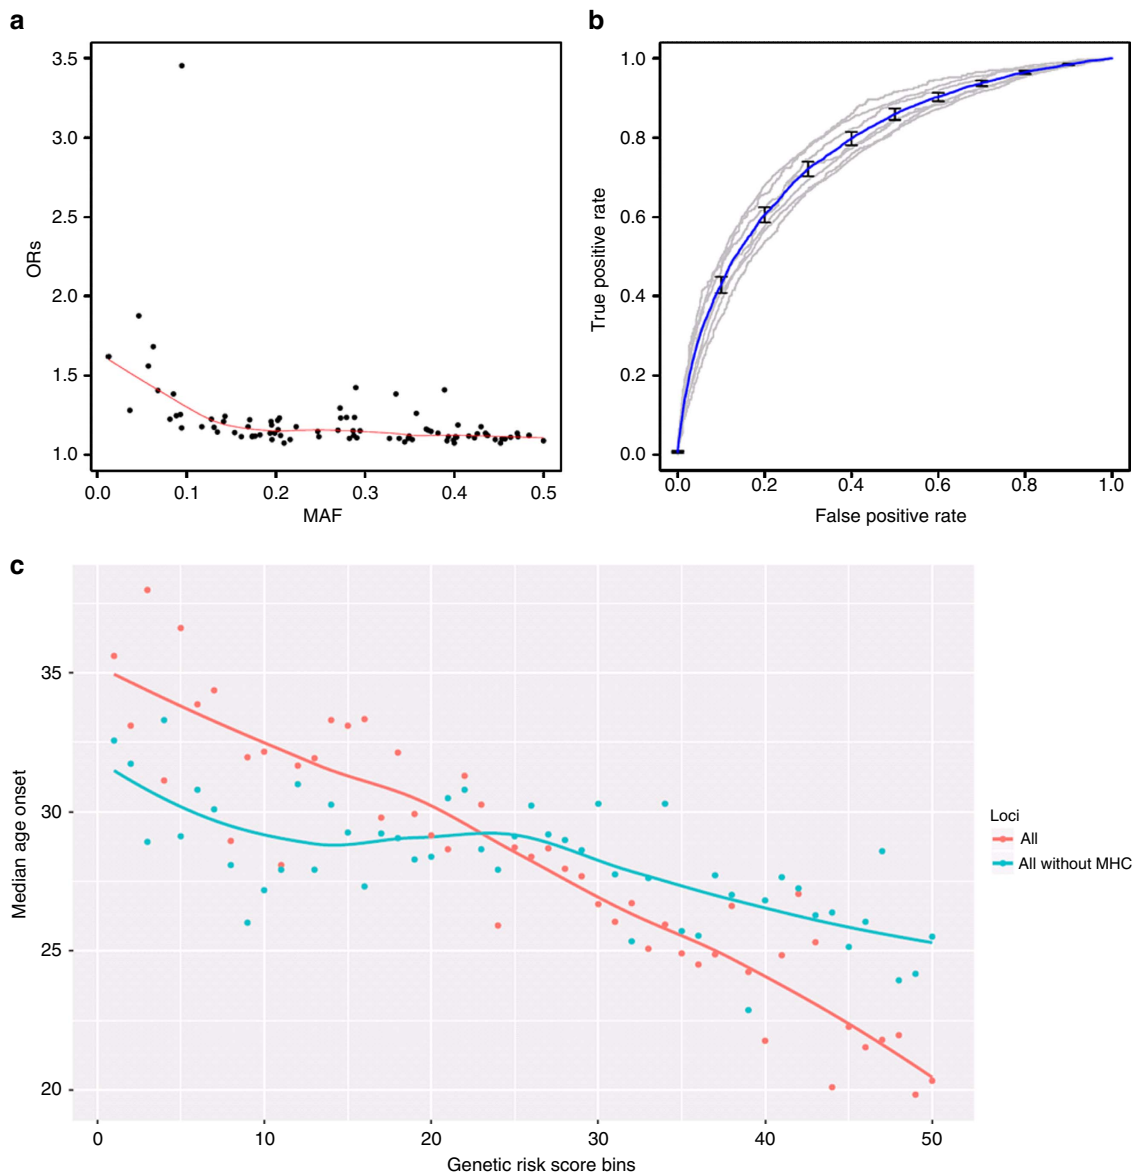 a
3.5
3.0
2.5
2.0
1.5
1.0
ORs
0.0 0.1 0.2 0.3 0.4 0.5
MAF
b
1.0
0.8
0.6
0.4
0.2
0.0
True positive rate
0.0 0.2 0.4 0.6 0.8 1.0
False positive rate
c
35
30
25
20
Median age onset
0 10 20 30 40 50
Genetic risk score bins
Loci
All
All without MHC